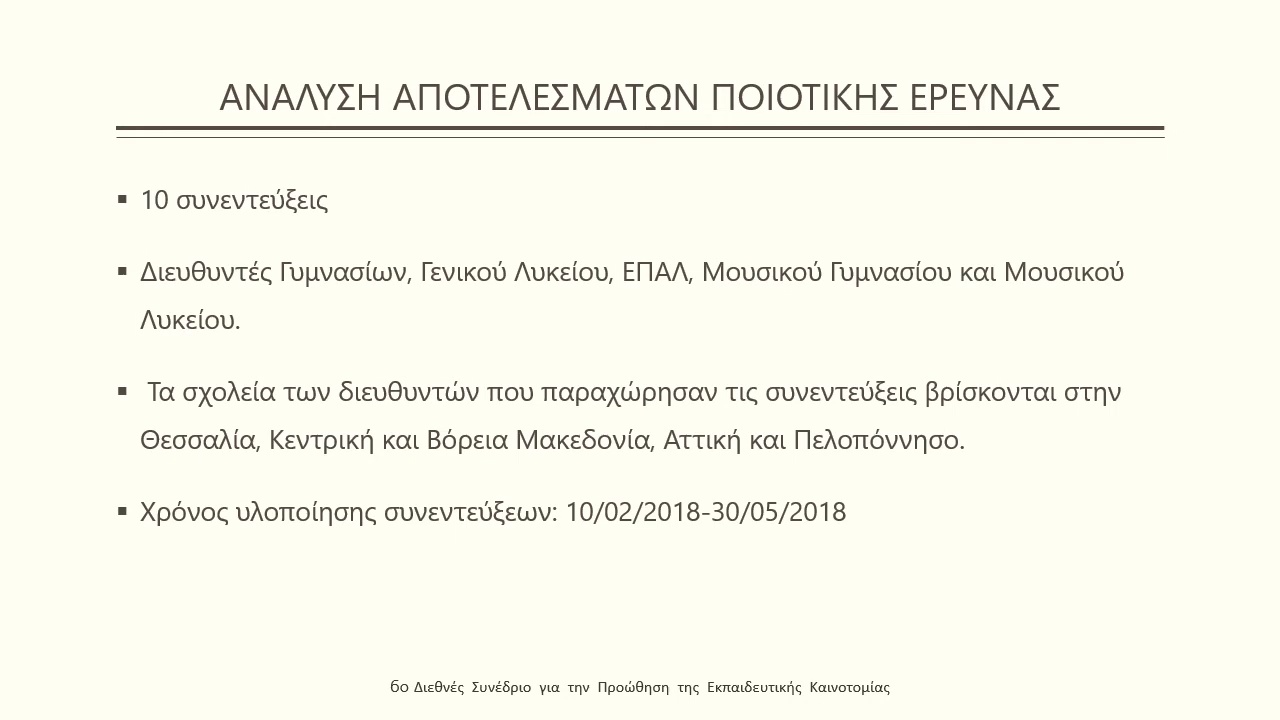 ΑΝΑΛΥΣΗ ΑΠΟΤΕΛΕΣΜΑΤΩΝ ΠΟΙΟΤΙΚΗΣ ΕΡΕΥΝΑΣ
▪ 10 συνεντεύξεις
▪ Διευθυντές Γυμνασίων, Γενικού Λυκείου, ΕΠΑΛ, Μουσικού Γυμνασίου και Μουσικού
Λυκείου.
▪ Τα σχολεία των διευθυντών που παραχώρησαν τις συνεντεύξεις βρίσκονται στην
Θεσσαλία, Κεντρική και Βόρεια Μακεδονία, Αττική και Πελοπόννησο.
▪ Χρόνος υλοποίησης συνεντεύξεων: 10/02/2018-30/05/2018
6ο Διεθνές Συνέδριο για την Προώθηση της Εκπαιδευτικής Καινοτομίας